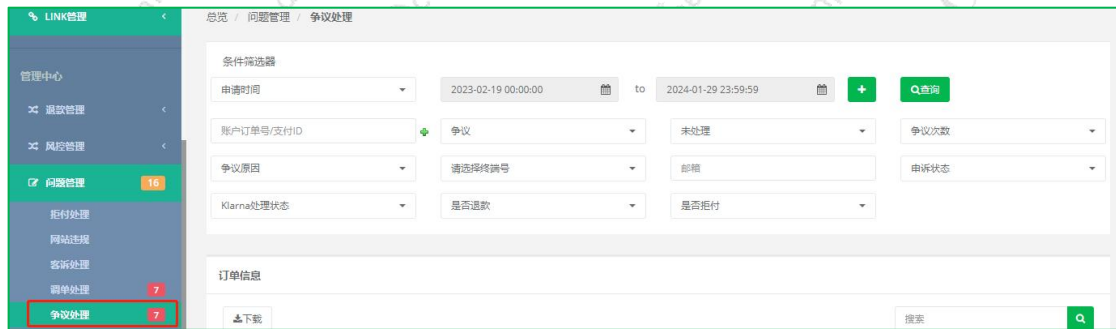 LINK管理
总览 / 问题管理 / 争议处理
管理中心
退款管理
风控管理
问题管理 16
拒付处理
网站违规
客诉处理
调单处理 7
争议处理 7
条件筛选器
申请时间 2023-02-19 00:00:00 to 2024-01-29 23:59:59 + 查询
账户订单号/支付ID 争议 未处理 争议次数
争议原因 请选择终端号 邮箱 申诉状态
Klarna处理状态 是否退款 是否拒付
订单信息
下载 搜索